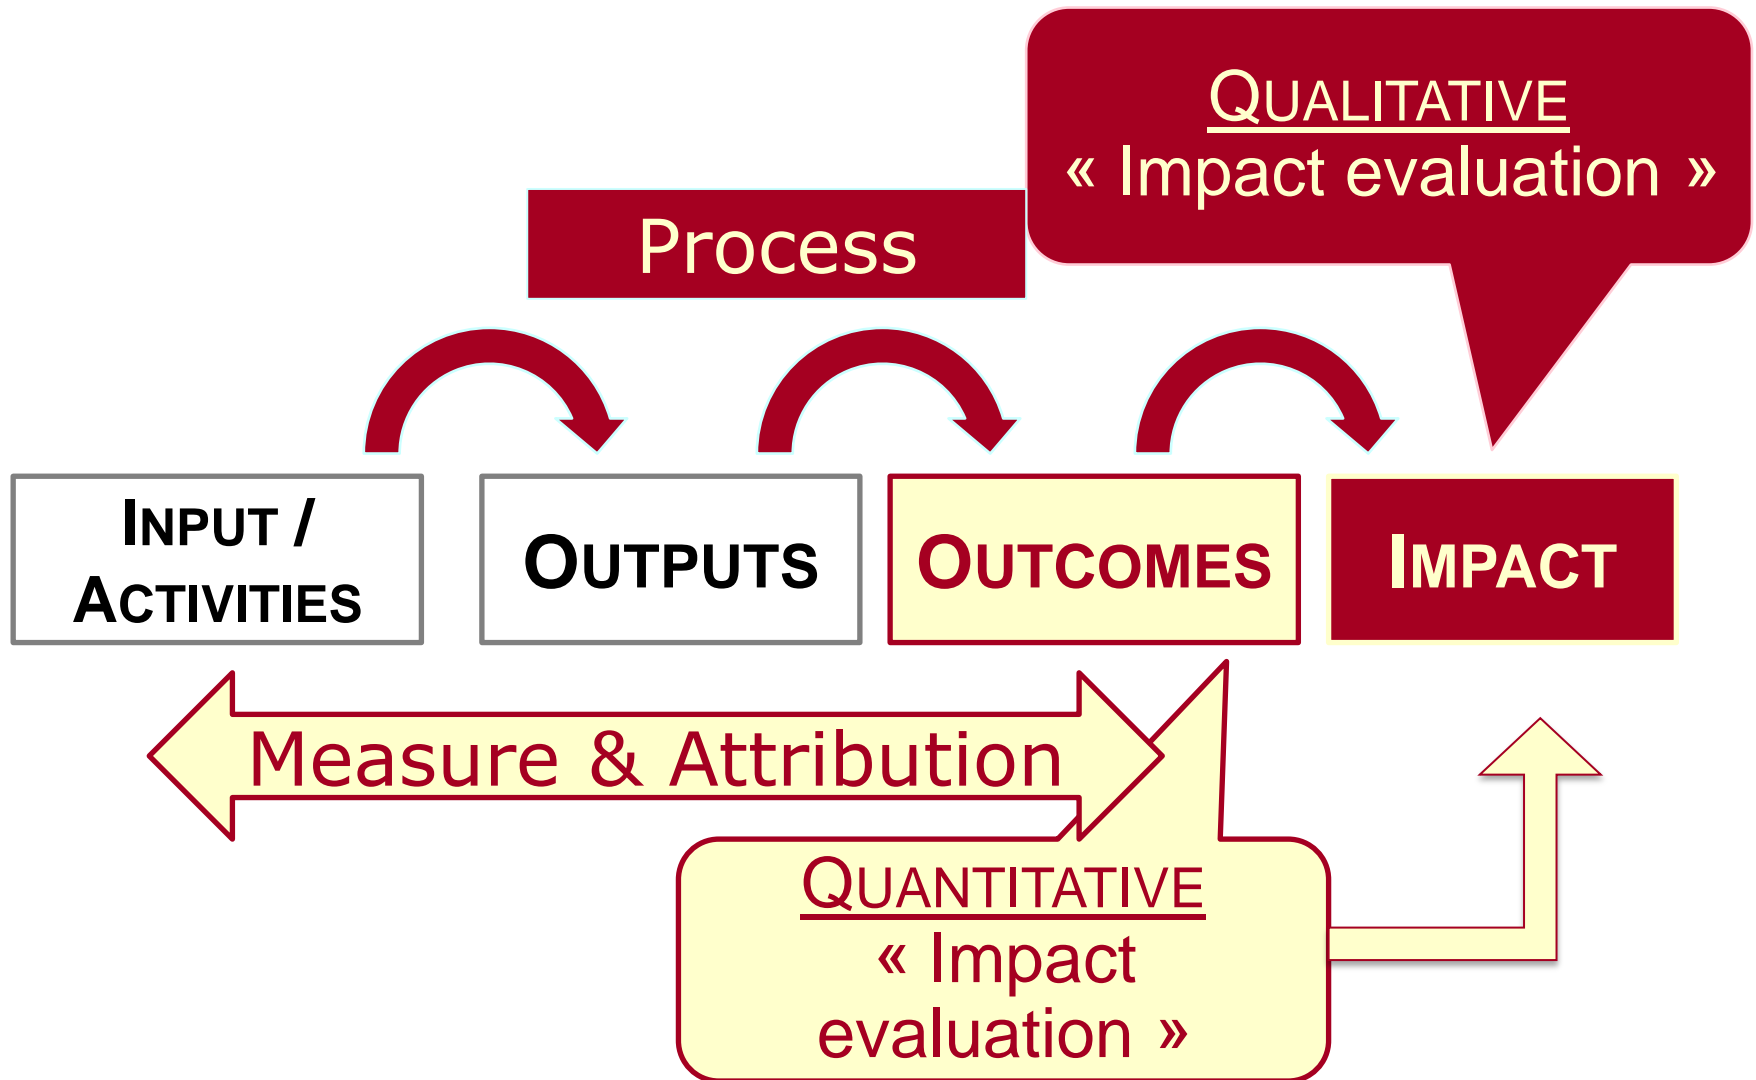 QUALITATIVE
« Impact evaluation »
Process
INPUT /
ACTIVITIES
OUTPUTS
OUTCOMES
IMPACT
Measure & Attribution
QUANTITATIVE
« Impact
evaluation »